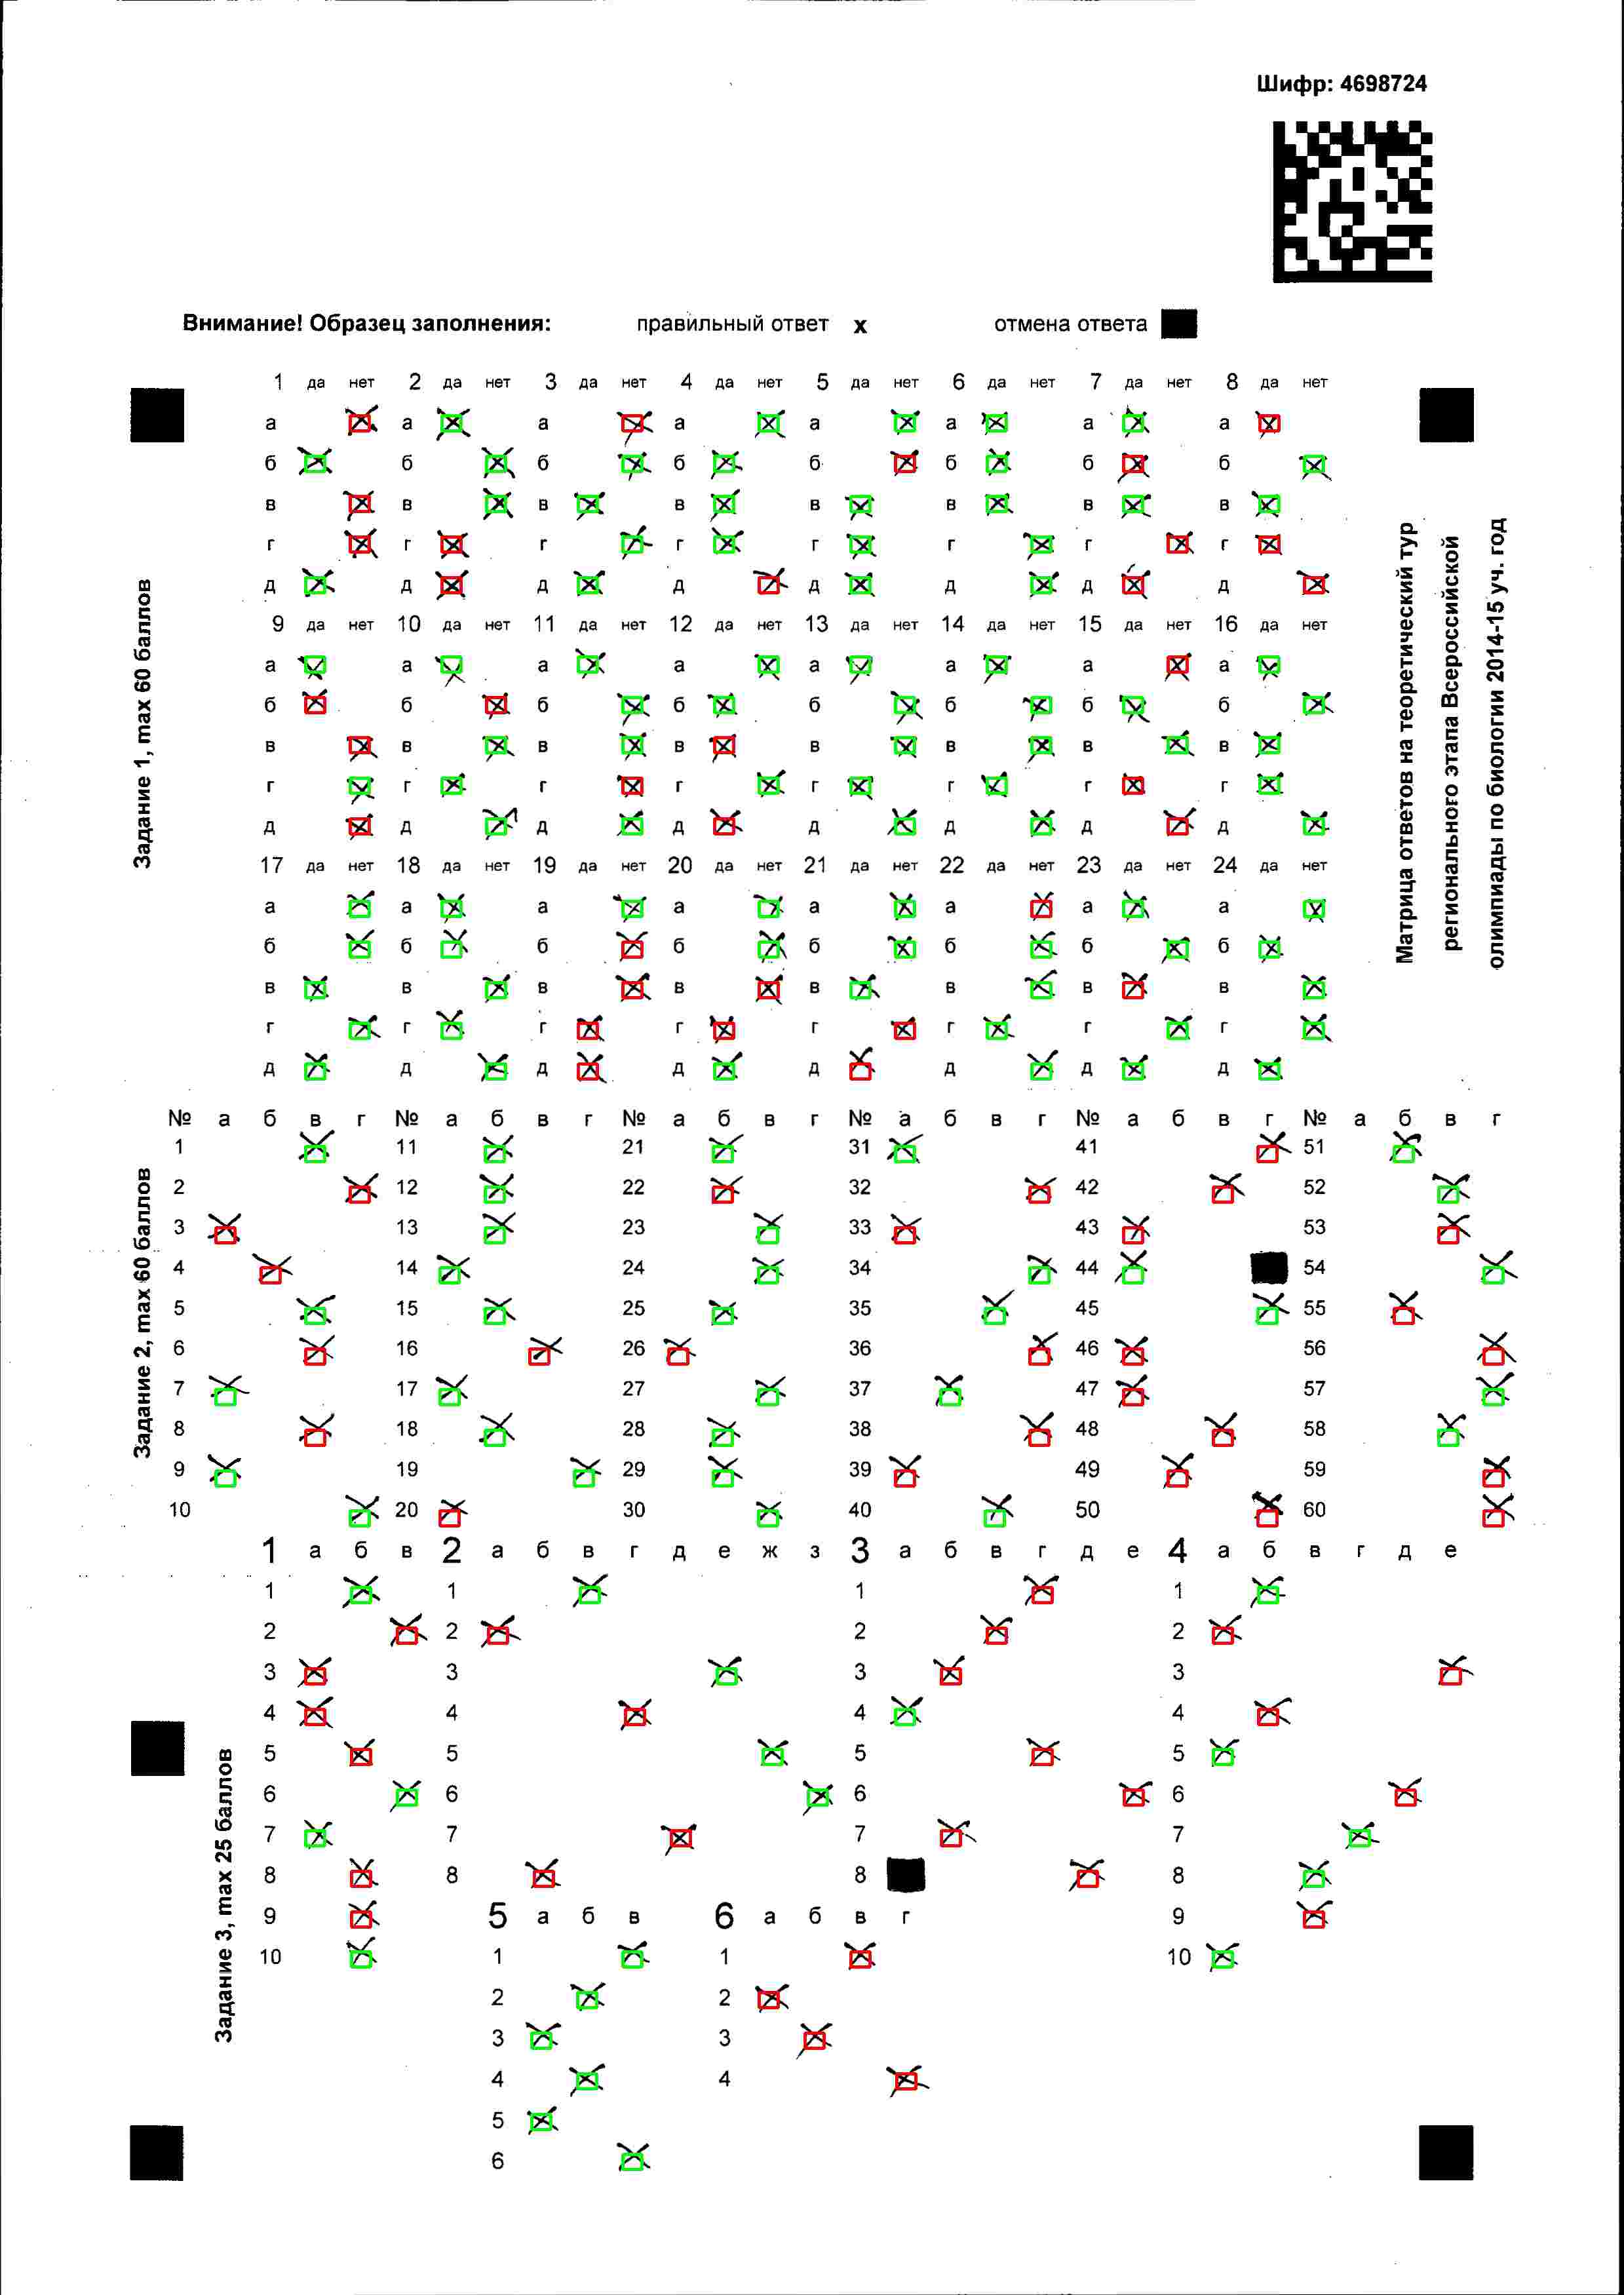 Шифр: 4698724
Внимание! Образец заполнения: правильный ответ x отмена ответа
1 да нет 2 да нет 3 да нет 4 да нет 5 да нет 6 да нет 7 да нет 8 да нет
а а а а а а а а
б б б б б б б б
в в в в в в в в
г г г г г г г г
д д д д д д д д
9 да нет 10 да нет 11 да нет 12 да нет 13 да нет 14 да нет 15 да нет 16 да нет
а а а а а а а а
б б б б б б б б
в в в в в в в в
г г г г г г г г
д д д д д д д д
17 да нет 18 да нет 19 да нет 20 да нет 21 да нет 22 да нет 23 да нет 24 да нет
а а а а а а а а
б б б б б б б б
в в в в в в в в
г г г г г г г г
д д д д д д д д
Задание 1, max 60 баллов
Матрица ответов на теоретический тур
регионального этапа Всероссийской
олимпиады по биологии 2014-15 уч. год
№ а б в г № а б в г № а б в г № а б в г № а б в г № а б в г
1 11 21 31 41 51
2 12 22 32 42 52
3 13 23 33 43 53
4 14 24 34 44 54
5 15 25 35 45 55
6 16 26 36 46 56
7 17 27 37 47 57
8 18 28 38 48 58
9 19 29 39 49 59
10 20 30 40 50 60
Задание 2, max 60 баллов
1 а б в 2 а б в г д е ж з 3 а б в г д е 4 а б в г д е
1 1 1 1
2 2 2 2
3 3 3 3
4 4 4 4
5 5 5 5
6 6 6 6
7 7 7 7
8 8 8 8
9 5 а б в 6 а б в г 9
10 1 1 10
2 2
3 3
4 4
5
6
Задание 3, max 25 баллов